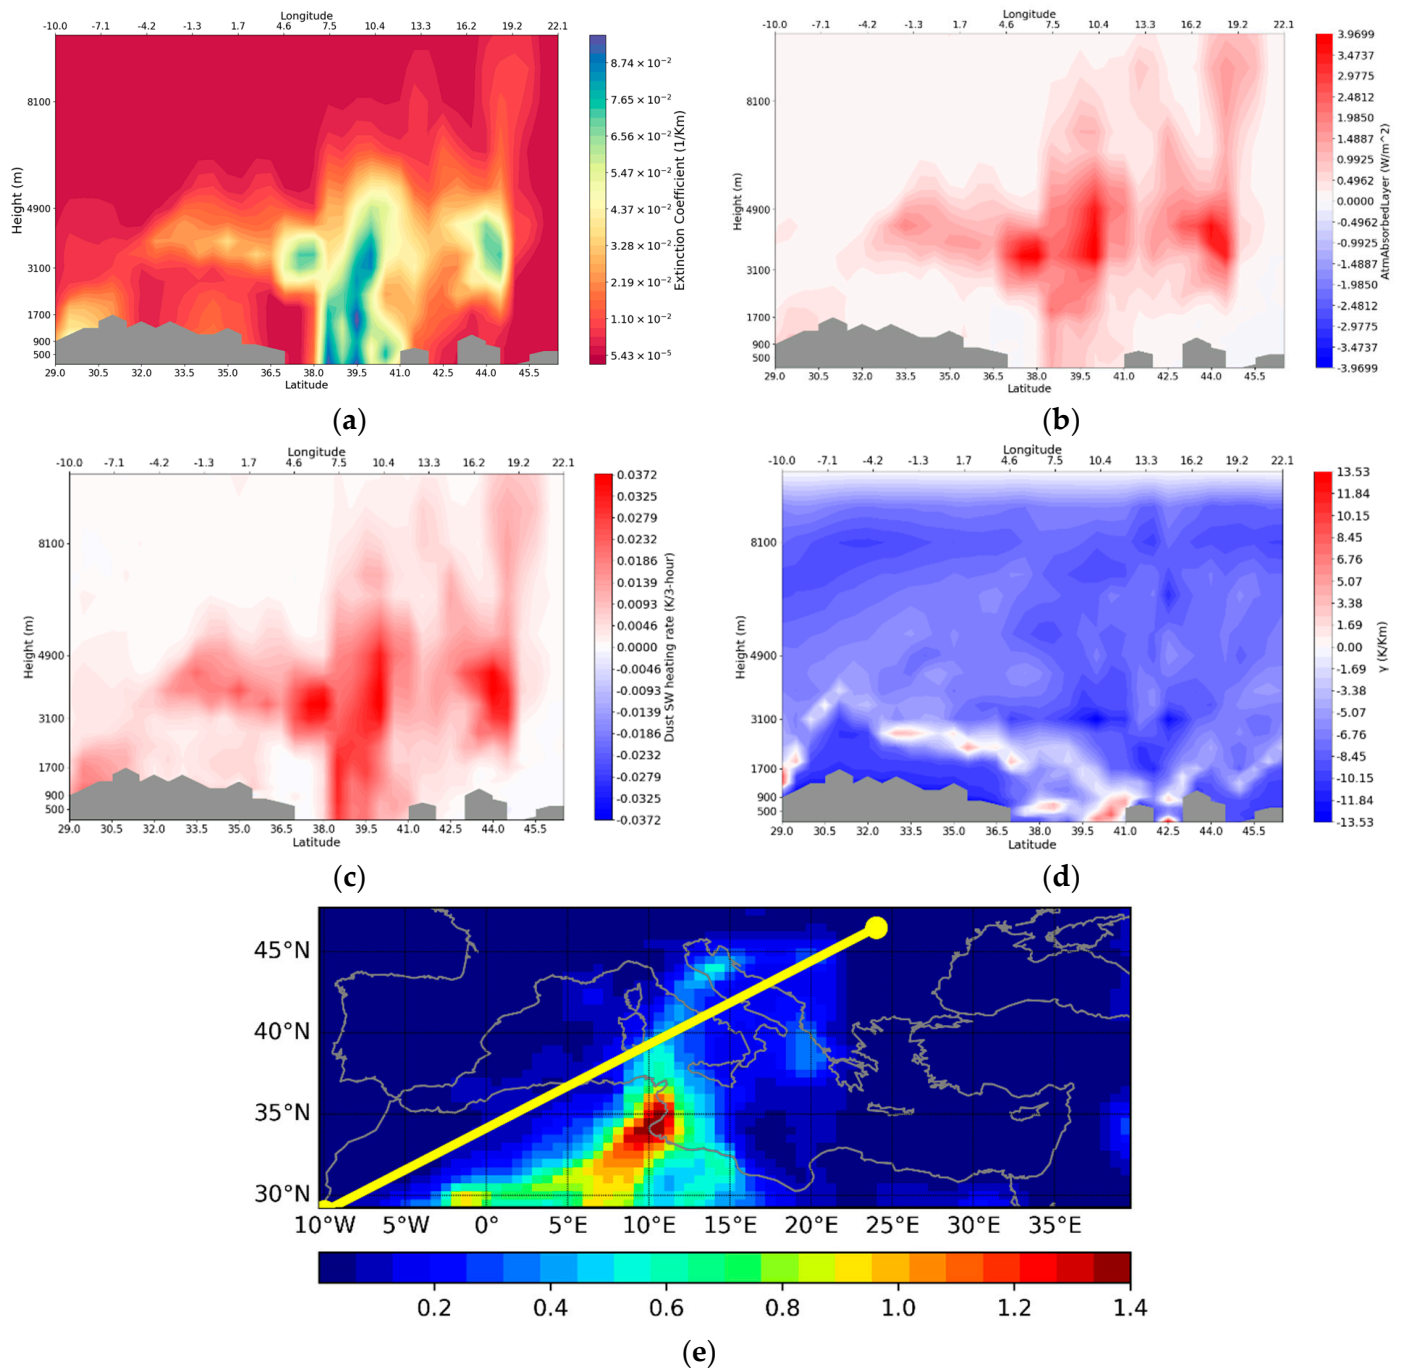 Longitude
-10.0 -7.1 -4.2 -1.3 1.7 4.6 7.5 10.4 13.3 16.2 19.2 22.1
Height (m)
8100
4900
3100
1700
900
500
29.0 30.5 32.0 33.5 35.0 36.5 38.0 39.5 41.0 42.5 44.0 45.5
Latitude
8.74 × 10⁻²
7.65 × 10⁻²
6.56 × 10⁻²
5.47 × 10⁻²
4.37 × 10⁻²
3.28 × 10⁻²
2.19 × 10⁻²
1.10 × 10⁻²
5.43 × 10⁻⁵
Extinction Coefficient (1/Km)
(a)
Longitude
-10.0 -7.1 -4.2 -1.3 1.7 4.6 7.5 10.4 13.3 16.2 19.2 22.1
Height (m)
8100
4900
3100
1700
900
500
29.0 30.5 32.0 33.5 35.0 36.5 38.0 39.5 41.0 42.5 44.0 45.5
Latitude
3.9699
3.4737
2.9775
2.4812
1.9850
1.4887
0.9925
0.4962
0.0000
-0.4962
-0.9925
-1.4887
-1.9850
-2.4812
-2.9775
-3.4737
-3.9699
AtmAbsorbedLayer (W/m^2)
(b)
Longitude
-10.0 -7.1 -4.2 -1.3 1.7 4.6 7.5 10.4 13.3 16.2 19.2 22.1
Height (m)
8100
4900
3100
1700
900
500
29.0 30.5 32.0 33.5 35.0 36.5 38.0 39.5 41.0 42.5 44.0 45.5
Latitude
0.0372
0.0325
0.0279
0.0232
0.0186
0.0139
0.0093
0.0046
0.0000
-0.0046
-0.0093
-0.0139
-0.0186
-0.0232
-0.0279
-0.0325
-0.0372
Dust SW heating rate (K/3-hour)
(c)
Longitude
-10.0 -7.1 -4.2 -1.3 1.7 4.6 7.5 10.4 13.3 16.2 19.2 22.1
Height (m)
8100
4900
3100
1700
900
500
29.0 30.5 32.0 33.5 35.0 36.5 38.0 39.5 41.0 42.5 44.0 45.5
Latitude
13.53
11.84
10.15
8.45
6.76
5.07
3.38
1.69
0.00
-1.69
-3.38
-5.07
-6.76
-8.45
-10.15
-11.84
-13.53
γ (K/Km)
(d)
45°N
40°N
35°N
30°N
10°W 5°W 0° 5°E 10°E 15°E 20°E 25°E 30°E 35°E
0.2 0.4 0.6 0.8 1.0 1.2 1.4
(e)